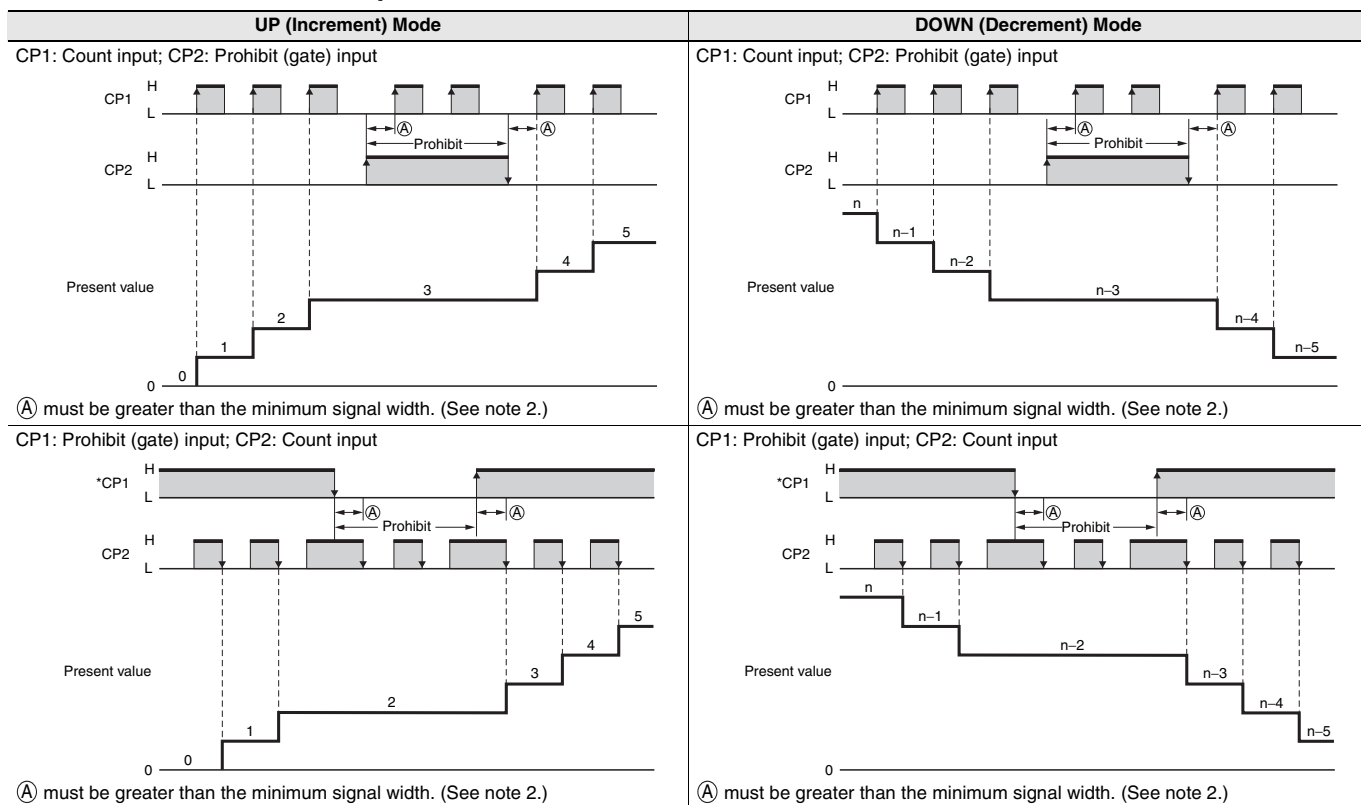 UP (Increment) Mode
DOWN (Decrement) Mode
CP1: Count input; CP2: Prohibit (gate) input
CP1
H
L
Ⓐ
Ⓐ
Prohibit
CP2
H
L
Present value
0
0
1
2
3
4
5
Ⓐ must be greater than the minimum signal width. (See note 2.)
CP1: Count input; CP2: Prohibit (gate) input
CP1
H
L
Ⓐ
Ⓐ
Prohibit
CP2
H
L
Present value
n
n–1
n–2
n–3
n–4
n–5
0
Ⓐ must be greater than the minimum signal width. (See note 2.)
CP1: Prohibit (gate) input; CP2: Count input
*CP1
H
L
Ⓐ
Ⓐ
Prohibit
CP2
H
L
Present value
0
0
1
2
3
4
5
Ⓐ must be greater than the minimum signal width. (See note 2.)
CP1: Prohibit (gate) input; CP2: Count input
*CP1
H
L
Ⓐ
Ⓐ
Prohibit
CP2
H
L
Present value
n
n–1
n–2
n–3
n–4
n–5
0
Ⓐ must be greater than the minimum signal width. (See note 2.)